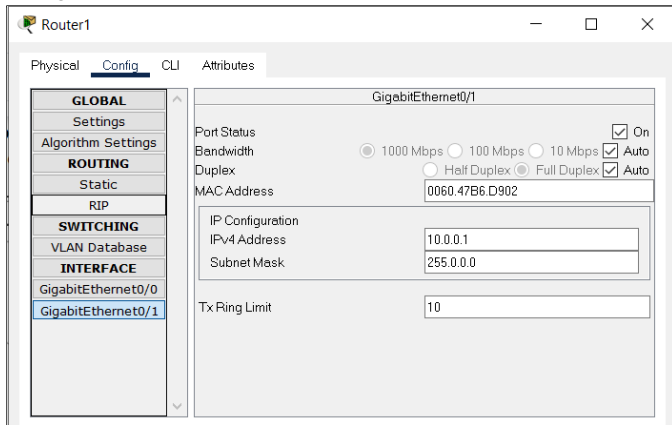 Router1
Physical Config CLI Attributes
GLOBAL
Settings
Algorithm Settings
ROUTING
Static
RIP
SWITCHING
VLAN Database
INTERFACE
GigabitEthernet0/0
GigabitEthernet0/1
GigabitEthernet0/1
Port Status On
Bandwidth 1000 Mbps 100 Mbps 10 Mbps Auto
Duplex Half Duplex Full Duplex Auto
MAC Address 0060.47B6.D902
IP Configuration
IPv4 Address 10.0.0.1
Subnet Mask 255.0.0.0
Tx Ring Limit 10